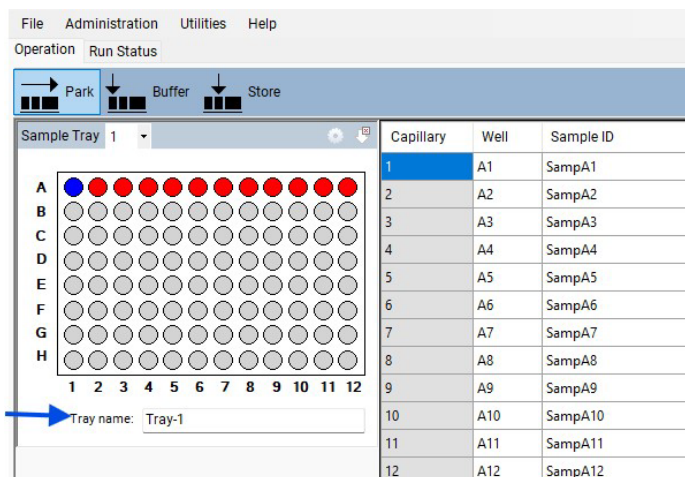 File Administration Utilities Help
Operation Run Status
Park Buffer Store
Sample Tray 1
A
B
C
D
E
F
G
H
1 2 3 4 5 6 7 8 9 10 11 12
Tray name: Tray-1
Capillary Well Sample ID
1 A1 SampA1
2 A2 SampA2
3 A3 SampA3
4 A4 SampA4
5 A5 SampA5
6 A6 SampA6
7 A7 SampA7
8 A8 SampA8
9 A9 SampA9
10 A10 SampA10
11 A11 SampA11
12 A12 SampA12